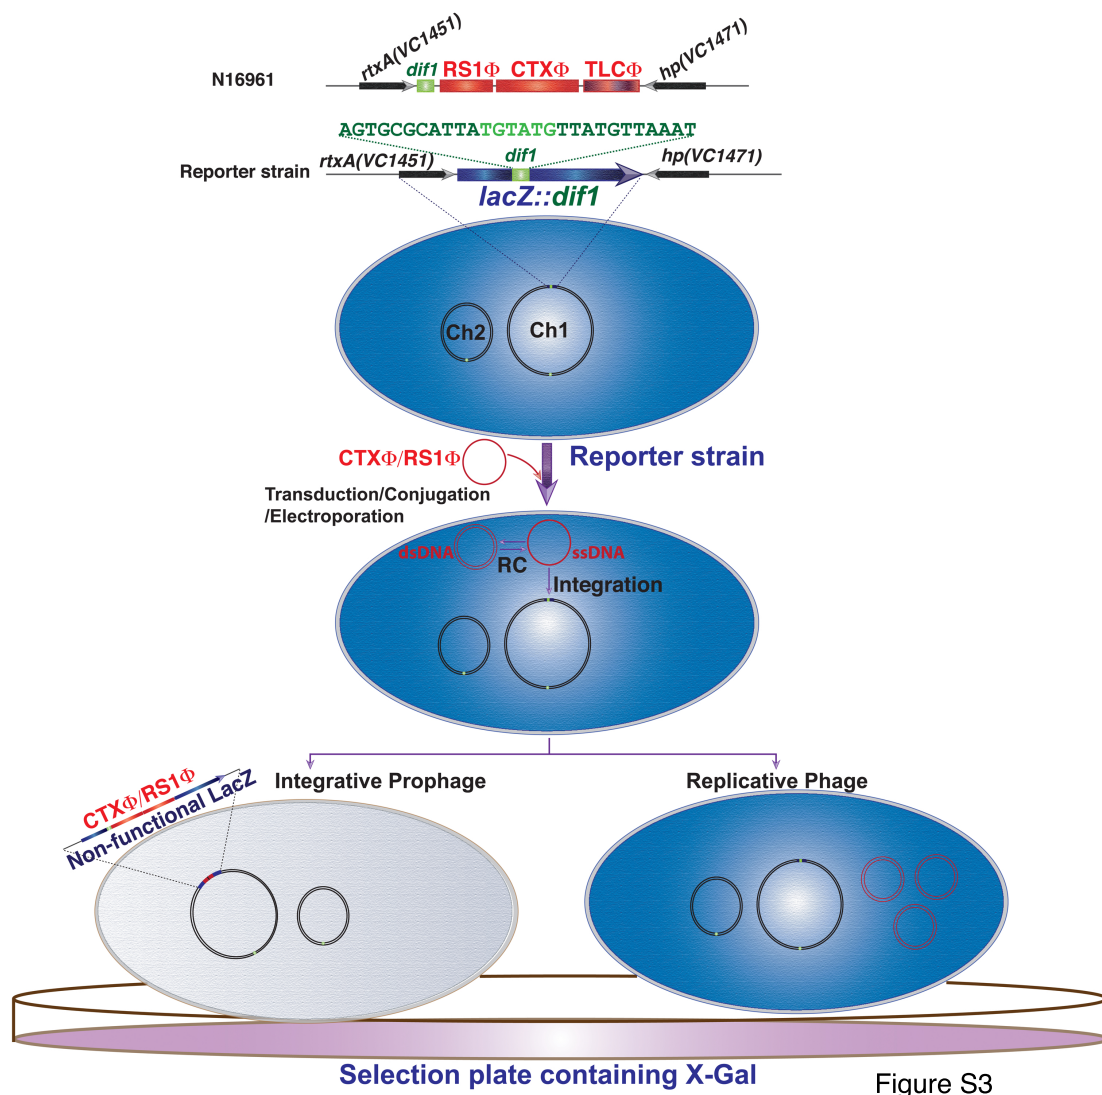 rtxA(VC1451)
hp(VC1471)
N16961
dif1 RS1Φ CTXΦ TLCΦ
AGTGCGCATTATGTATGTTATGTTAAAT
Reporter strain
rtxA(VC1451)
dif1
hp(VC1471)
lacZ::dif1
Ch2
Ch1
CTXΦ/RS1Φ
Reporter strain
Transduction/Conjugation
/Electroporation
dsDNA
ssDNA
RC
Integration
Integrative Prophage
Replicative Phage
CTXΦ/RS1Φ
Non-functional LacZ
Selection plate containing X-Gal
Figure S3